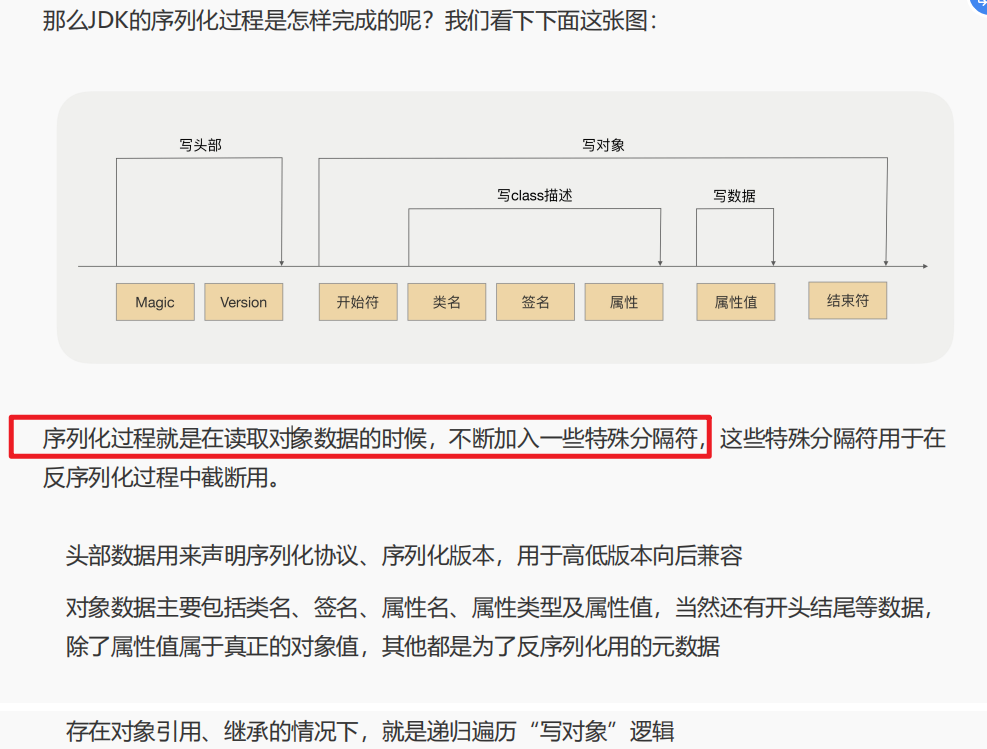 那么JDK的序列化过程是怎样完成的呢？我们看下下面这张图：
写头部
写对象
写class描述
写数据
Magic
Version
开始符
类名
签名
属性
属性值
结束符
序列化过程就是在读取对象数据的时候，不断加入一些特殊分隔符，这些特殊分隔符用于在
反序列化过程中截断用。
头部数据用来声明序列化协议、序列化版本，用于高低版本向后兼容
对象数据主要包括类名、签名、属性名、属性类型及属性值，当然还有开头结尾等数据，
除了属性值属于真正的对象值，其他都是为了反序列化用的元数据
存在对象引用、继承的情况下，就是递归遍历“写对象”逻辑